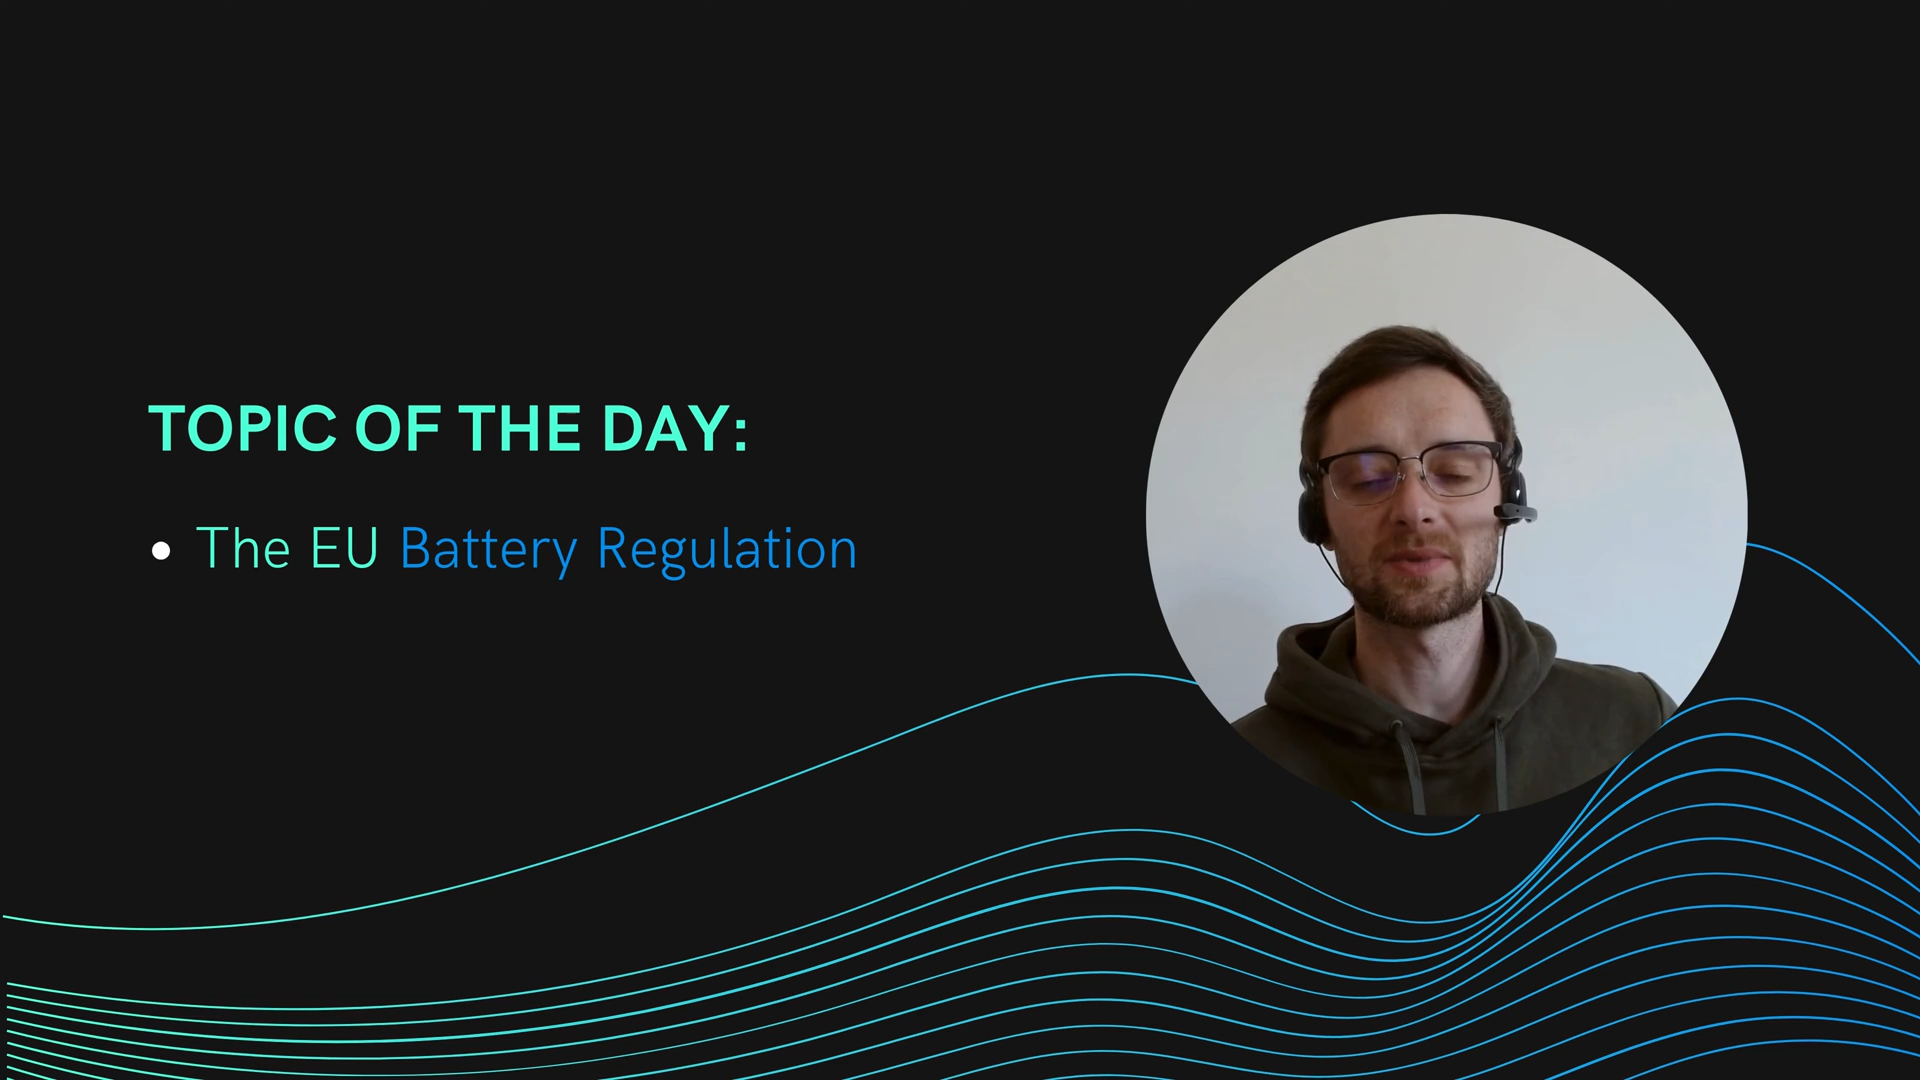 TOPIC OF THE DAY:
• The EU Battery Regulation